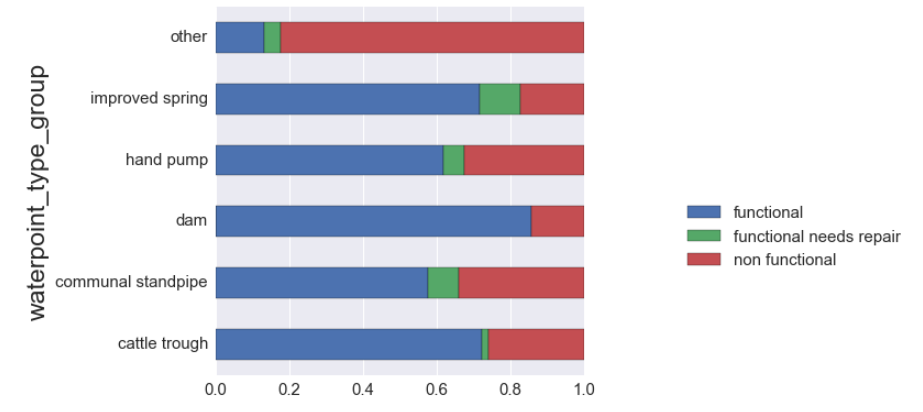 other
improved spring
hand pump
dam
communal standpipe
cattle trough
waterpoint_type_group
0.0 0.2 0.4 0.6 0.8 1.0
functional
functional needs repair
non functional